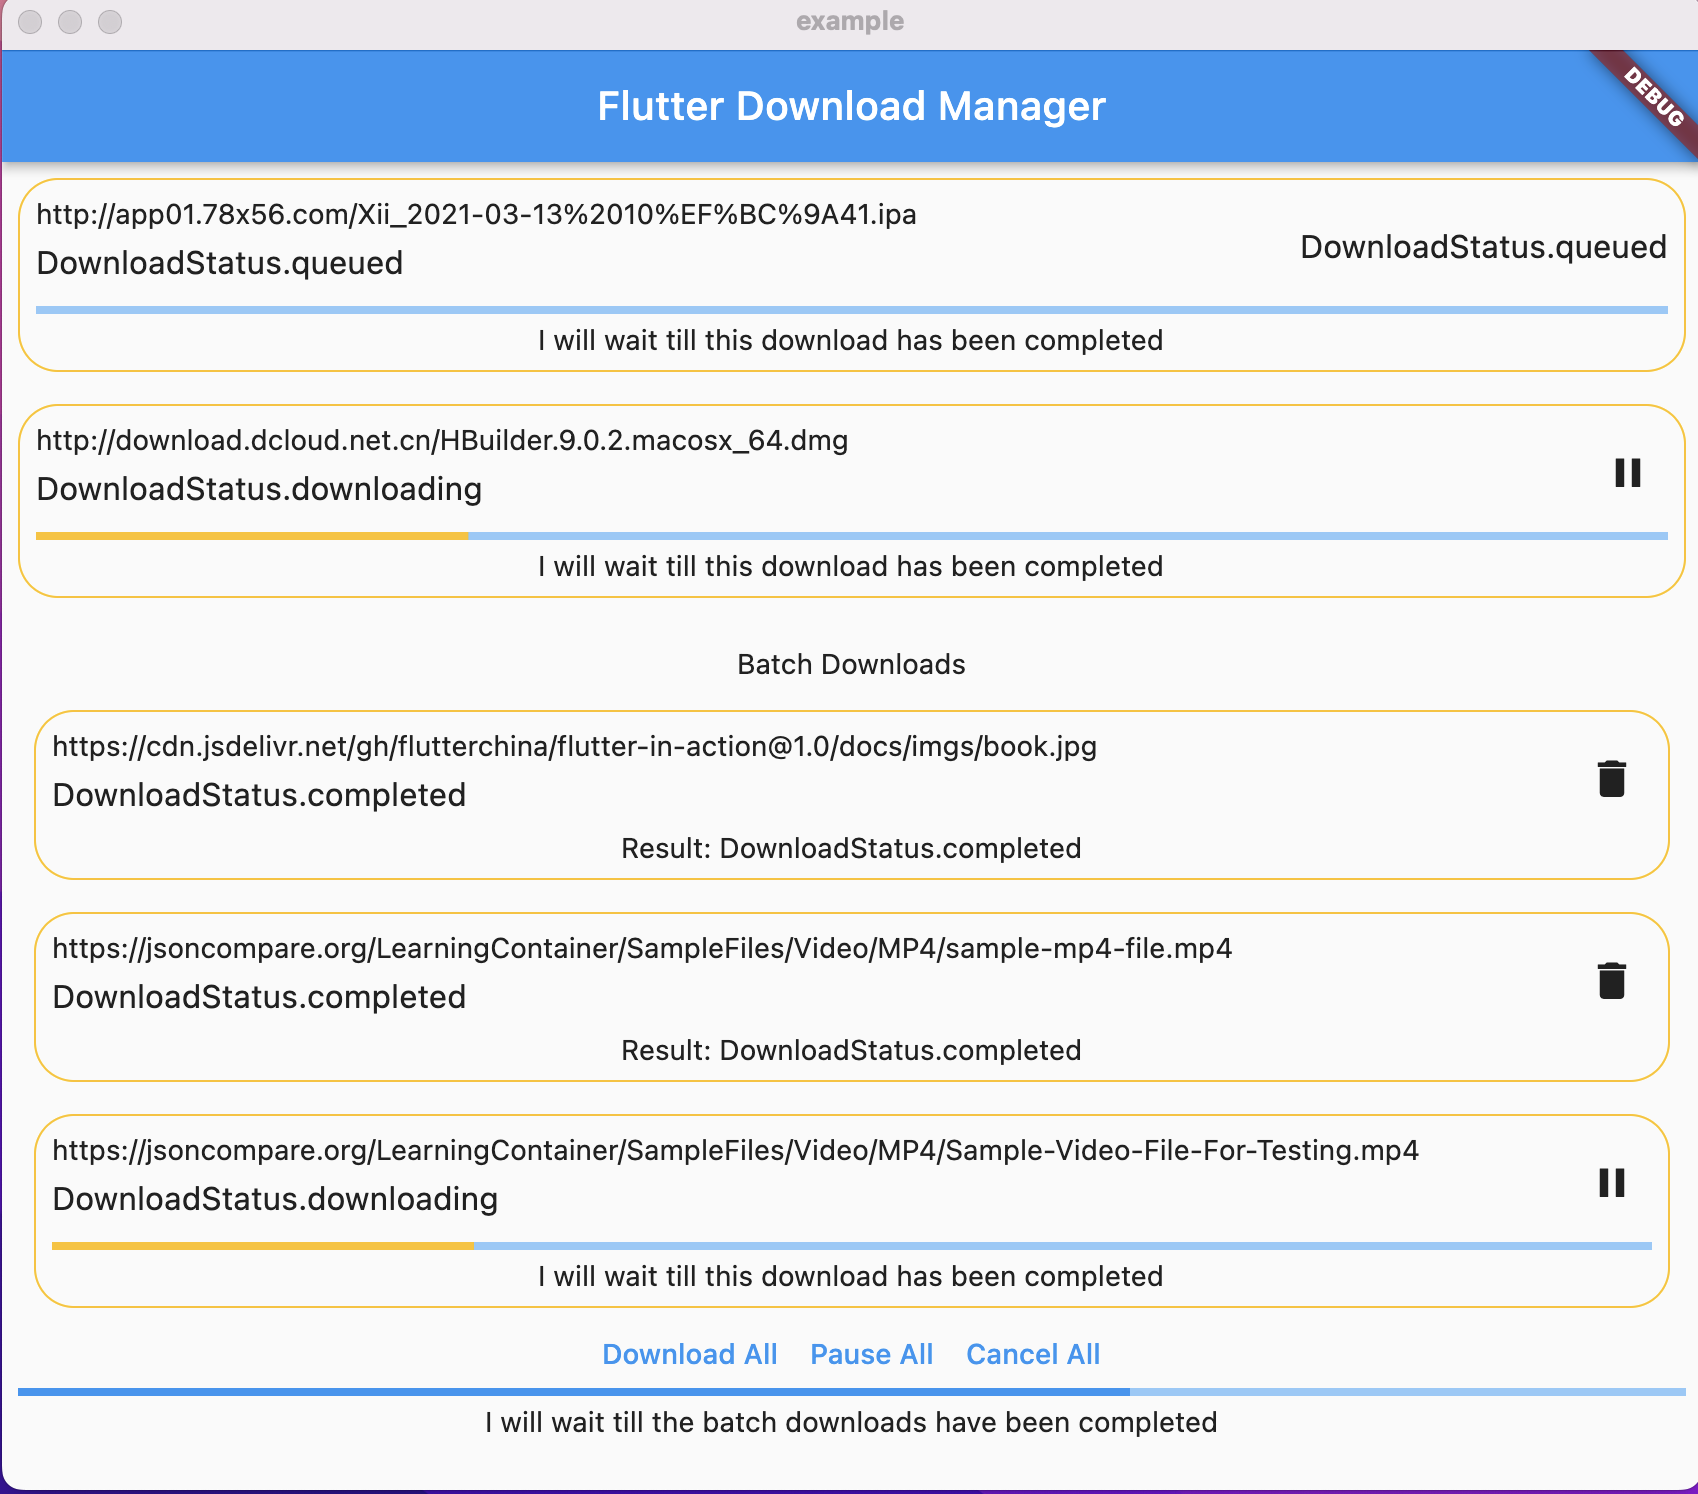 example
Flutter Download Manager
DEBUG
http://app01.78x56.com/Xii_2021-03-13%2010%EF%BC%9A41.ipa
DownloadStatus.queued
DownloadStatus.queued
I will wait till this download has been completed
http://download.dcloud.net.cn/HBuilder.9.0.2.macosx_64.dmg
DownloadStatus.downloading
I will wait till this download has been completed
Batch Downloads
https://cdn.jsdelivr.net/gh/flutterchina/flutter-in-action@1.0/docs/imgs/book.jpg
DownloadStatus.completed
Result: DownloadStatus.completed
https://jsoncompare.org/LearningContainer/SampleFiles/Video/MP4/sample-mp4-file.mp4
DownloadStatus.completed
Result: DownloadStatus.completed
https://jsoncompare.org/LearningContainer/SampleFiles/Video/MP4/Sample-Video-File-For-Testing.mp4
DownloadStatus.downloading
I will wait till this download has been completed
Download All Pause All Cancel All
I will wait till the batch downloads have been completed